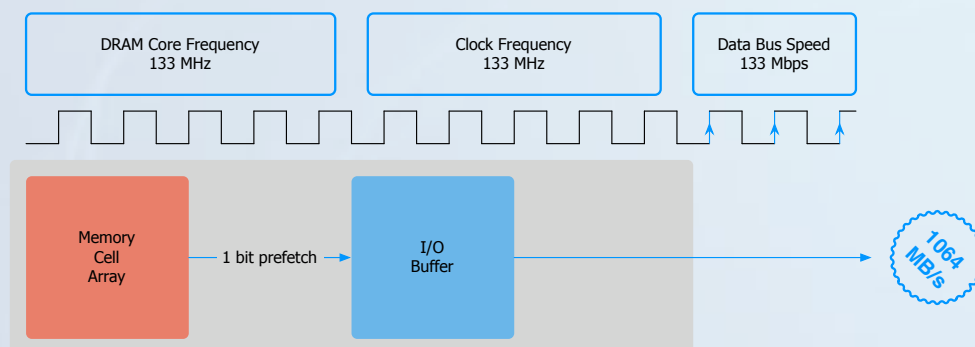 DRAM Core Frequency
133 MHz
Clock Frequency
133 MHz
Data Bus Speed
133 Mbps
Memory
Cell
Array
1 bit prefetch
I/O
Buffer
1064
MB/s